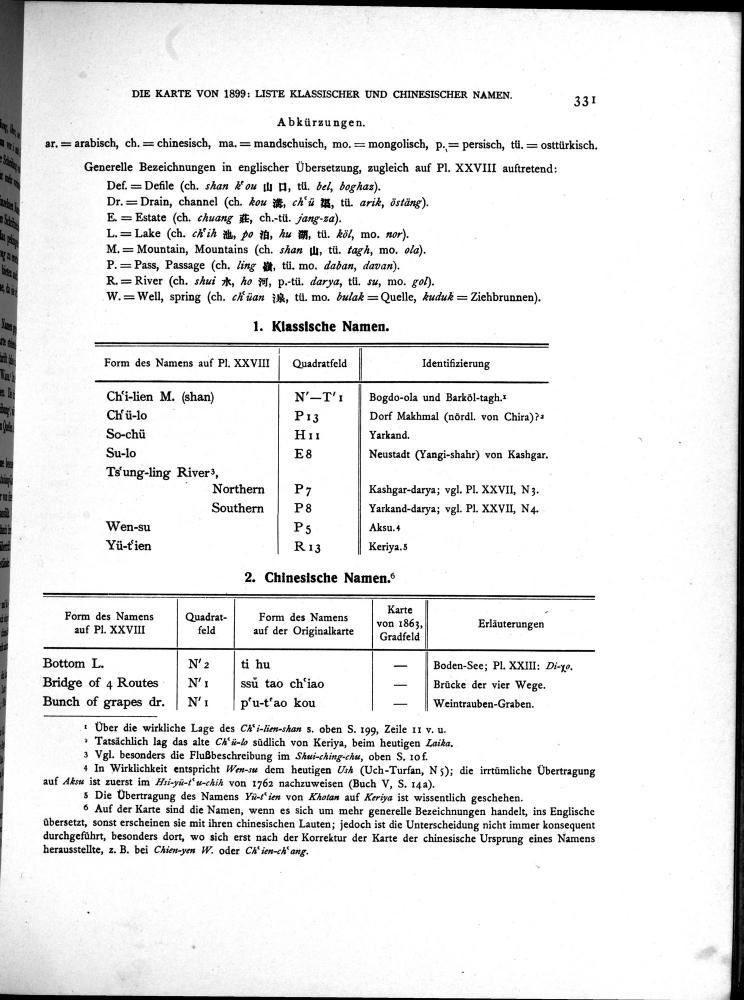 DIE KARTE VON 1899: LISTE KLASSISCHER UND CHINESISCHER NAMEN. 331
Abkürzungen.
ar. = arabisch, ch. = chinesisch, ma. = mandschuisch, mo. = mongolisch, p. = persisch, tü. = osttürkisch.
Generelle Bezeichnungen in englischer Übersetzung, zugleich auf Pl. XXVIII auftretend:
Def. = Defile (ch. shan k‘ou 山 口, tü. bel, boghaz).
Dr. = Drain, channel (ch. kou 溝, ch‘ü 渠, tü. arik, östäng).
E. = Estate (ch. chuang 莊, ch.-tü. jang-za).
L. = Lake (ch. ch‘ih 池, po 泊, hu 湖, tü. köl, mo. nor).
M. = Mountain, Mountains (ch. shan 山, tü. tagh, mo. ola).
P. = Pass, Passage (ch. ling 嶺, tü. mo. daban, davan).
R. = River (ch. shui 水, ho 河, p.-tü. darya, tü. su, mo. gol).
W. = Well, spring (ch. ch‘üan 泉, tü. mo. bulak = Quelle, kuduk = Ziehbrunnen).
1. Klassische Namen.
Form des Namens auf Pl. XXVIII Quadratfeld Identifizierung
Ch‘i-lien M. (shan) N′—T′ 1 Bogdo-ola und Barköl-tagh.¹
Ch‘ü-lo P 13 Dorf Makhmal (nördl. von Chira)?²
So-chü H 11 Yarkand.
Su-lo E 8 Neustadt (Yangi-shahr) von Kashgar.
Ts‘ung-ling River³,
Northern P 7 Kashgar-darya; vgl. Pl. XXVII, N 3.
Southern P 8 Yarkand-darya; vgl. Pl. XXVII, N 4.
Wen-su P 5 Aksu.⁴
Yü-t‘ien R 13 Keriya.⁵
2. Chinesische Namen.⁶
Form des Namens auf Pl. XXVIII Quadrat-feld Form des Namens auf der Originalkarte Karte von 1863, Gradfeld Erläuterungen
Bottom L. N′ 2 ti hu — Boden-See; Pl. XXIII: Di-χo.
Bridge of 4 Routes N′ 1 ssŭ tao ch‘iao — Brücke der vier Wege.
Bunch of grapes dr. N′ 1 p‘u-t‘ao kou — Weintrauben-Graben.
¹ Über die wirkliche Lage des Ch‘i-lien-shan s. oben S. 199, Zeile 11 v. u.
² Tatsächlich lag das alte Ch‘ü-lo südlich von Keriya, beim heutigen Laika.
³ Vgl. besonders die Flußbeschreibung im Shui-ching-chu, oben S. 10 f.
⁴ In Wirklichkeit entspricht Wen-su dem heutigen Ush (Uch-Turfan, N 5); die irrtümliche Übertragung
auf Aksu ist zuerst im Hsi-yü-t‘u-chih von 1762 nachzuweisen (Buch V, S. 14a).
⁵ Die Übertragung des Namens Yü-t‘ien von Khotan auf Keriya ist wissentlich geschehen.
⁶ Auf der Karte sind die Namen, wenn es sich um mehr generelle Bezeichnungen handelt, ins Englische
übersetzt, sonst erscheinen sie mit ihren chinesischen Lauten; jedoch ist die Unterscheidung nicht immer konsequent
durchgeführt, besonders dort, wo sich erst nach der Korrektur der Karte der chinesische Ursprung eines Namens
herausstellte, z. B. bei Chien-yen W. oder Ch‘ien-ch‘ang.